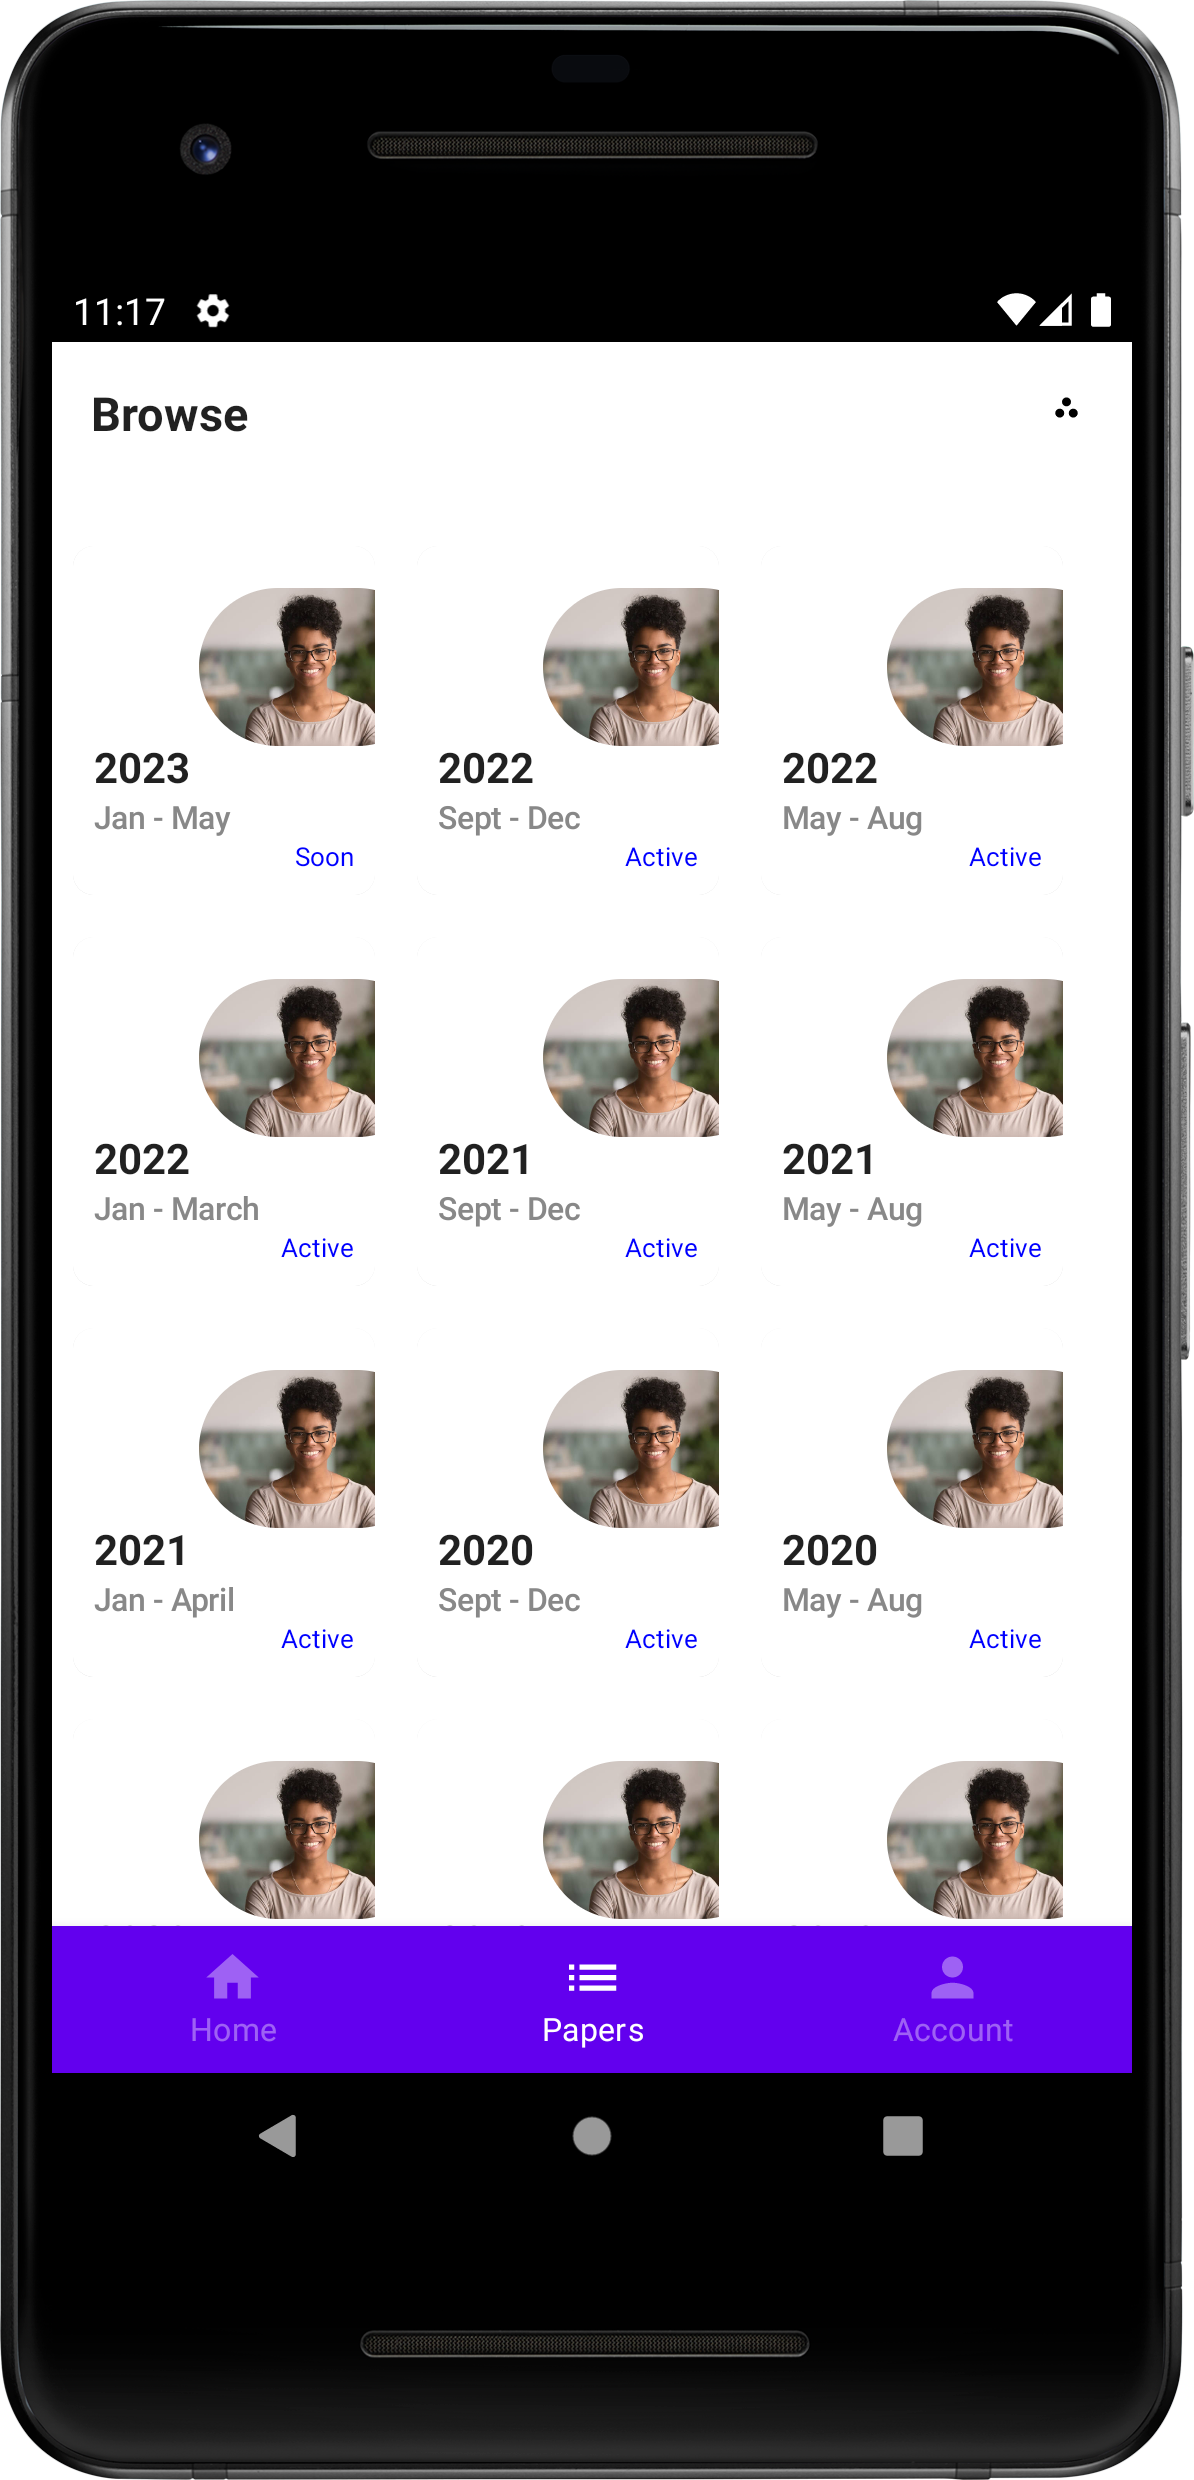 11:17
Browse
2023
Jan - May
Soon
2022
Sept - Dec
Active
2022
May - Aug
Active
2022
Jan - March
Active
2021
Sept - Dec
Active
2021
May - Aug
Active
2021
Jan - April
Active
2020
Sept - Dec
Active
2020
May - Aug
Active
Home
Papers
Account